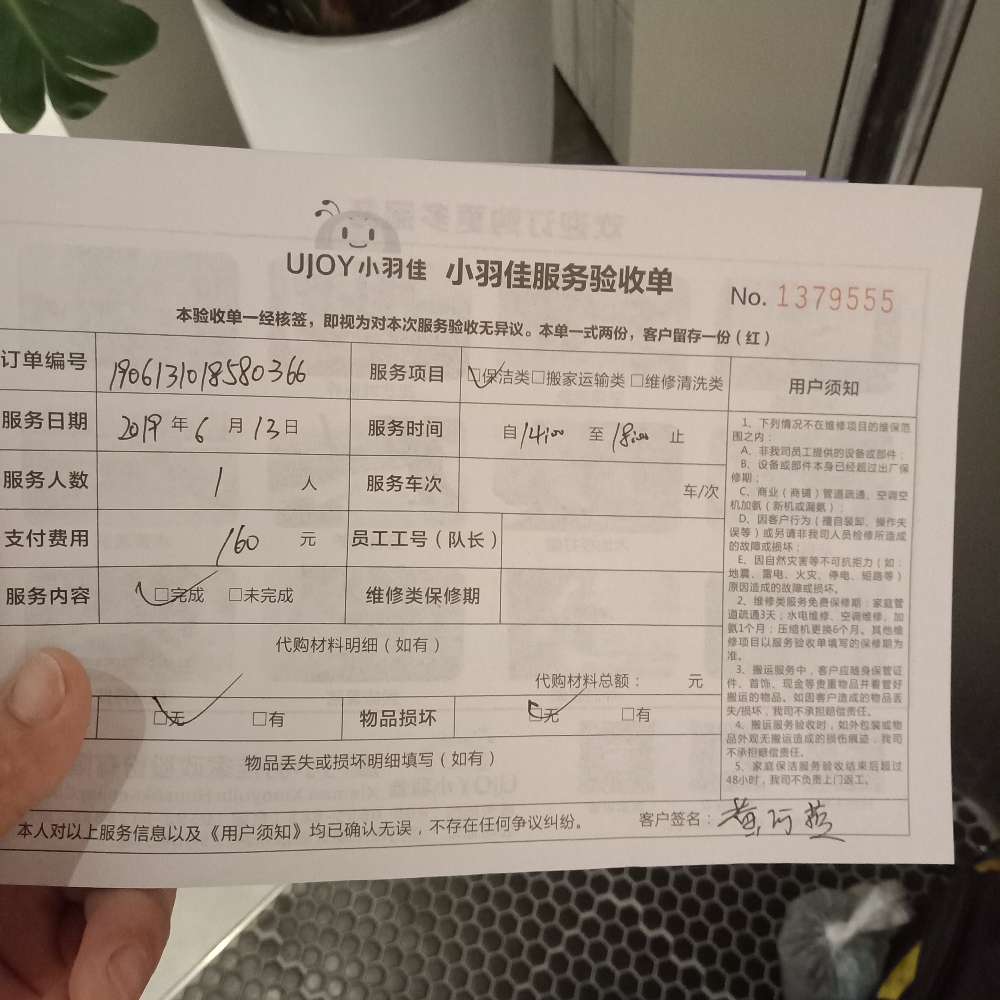 UJOY小羽佳 小羽佳服务验收单
No. 1379555
本验收单一经核签，即视为对本次服务验收无异议。本单一式两份，客户留存一份（红）
订单编号 1906131018580366 服务项目 □保洁类□搬家运输类□维修清洗类
服务日期 2019年6月13日 服务时间 自14:00至18:00止
服务人数 1人 服务车次 车/次
支付费用 160元 员工工号（队长）
服务内容 □完成 □未完成 维修类保修期
代购材料明细（如有）
代购材料总额： 元
□无 □有 物品损坏 □无 □有
物品丢失或损坏明细填写（如有）
本人对以上服务信息以及《用户须知》均已确认无误，不存在任何争议纠纷。 客户签名：
用户须知
1、下列情况不在维修项目的维保范
围之内：
A、非我司员工提供的设备或部件；
B、设备或部件本身已经超过出厂保
修期；
C、商业（商铺）管道疏通、空调空
机加氨（新机或漏氨）；
D、因客户行为（擅自装卸、操作失
误等）或另请非我司人员检修所造成
的故障或损坏；
E、因自然灾害等不可抗拒力（如：
地震、雷电、火灾、停电、短路等）
原因造成的故障或损坏。
2、维修类服务免费保修期：家庭管
道疏通3天；水电维修、空调维修、加
氨1个月；压缩机更换6个月。其他维
修项目以服务验收单填写的保修期为
准。
3、搬运服务中，客户应随身保管证
件、首饰、现金等贵重物品并看管好
搬运的物品。如因客户造成的物品丢
失/损坏，我司不承担赔偿责任。
4、搬运服务验收时，如外包装或物
品外观无搬运造成的损伤痕迹，我司
不承担赔偿责任。
5、家庭保洁服务验收结束后超过
48小时，我司不负责上门返工。